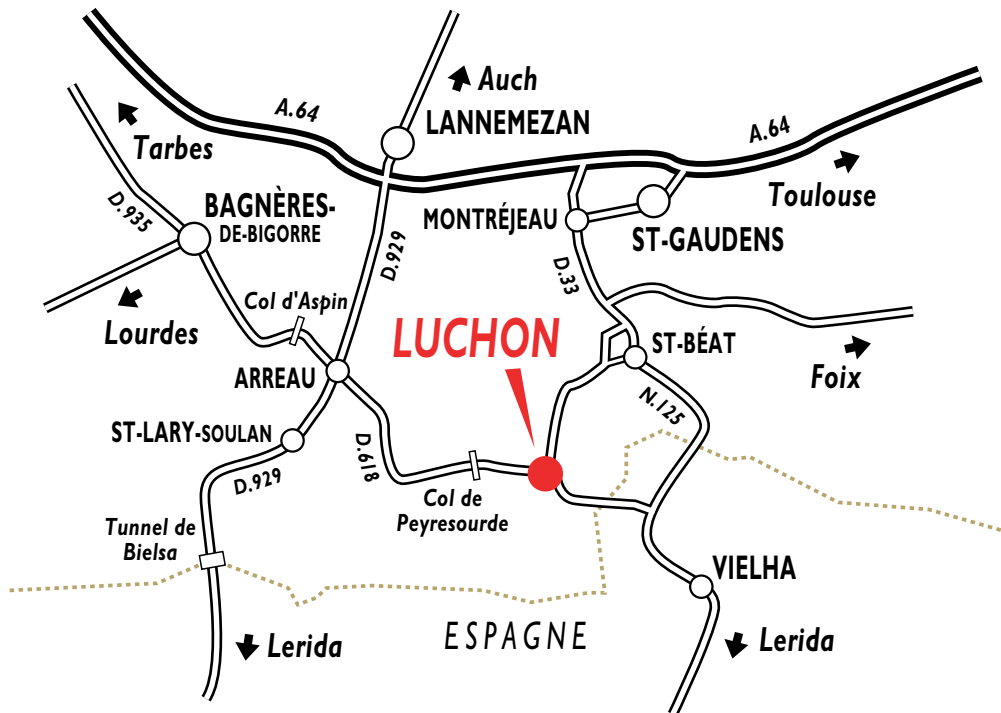 Auch
A.64
LANNEMEZAN
A.64
Tarbes
Toulouse
D.935
BAGNÈRES-
DE-BIGORRE
MONTRÉJEAU
ST-GAUDENS
D.929
D.33
Col d'Aspin
Lourdes
LUCHON
ST-BÉAT
Foix
ARREAU
N.125
ST-LARY-SOULAN
D.618
D.929
Col de
Peyresourde
Tunnel de
Bielsa
VIELHA
ESPAGNE
Lerida
Lerida